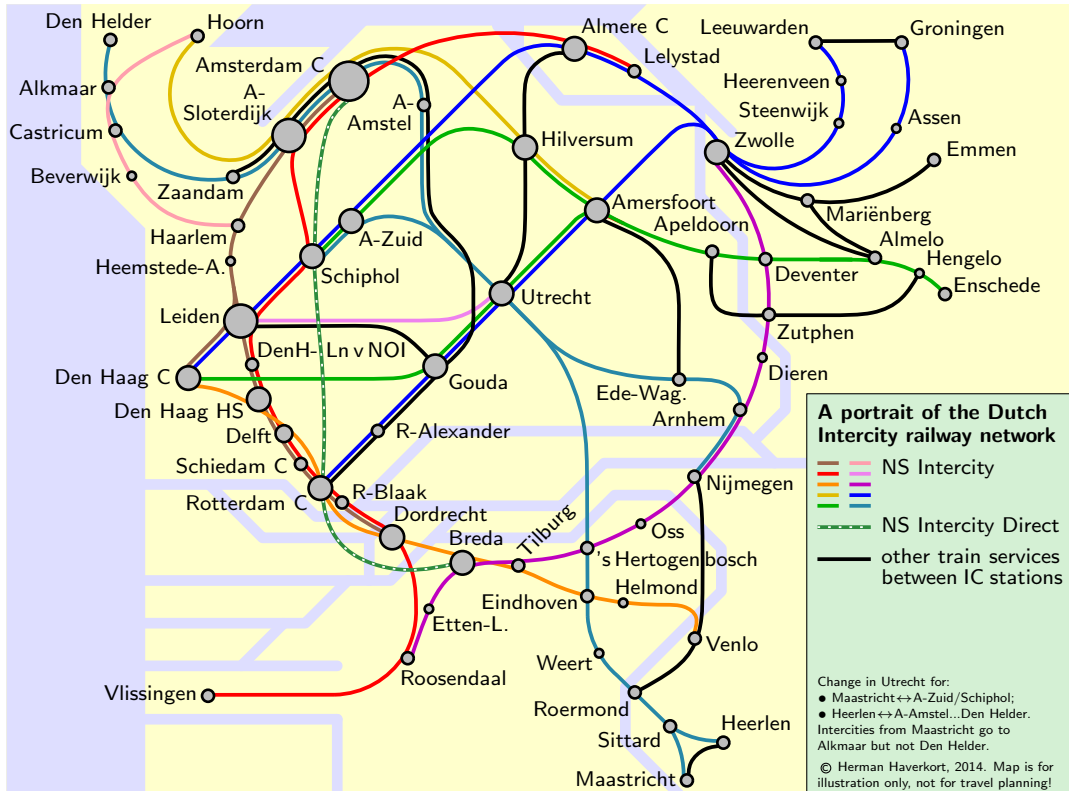 Den Helder
Hoorn
Almere C
Leeuwarden
Groningen
Amsterdam C
Lelystad
Alkmaar
A-
Sloterdijk
A-
Amstel
Heerenveen
Steenwijk
Castricum
Hilversum
Zwolle
Assen
Emmen
Beverwijk
Zaandam
Amersfoort
Mariënberg
Haarlem
A-Zuid
Apeldoorn
Almelo
Heemstede-A.
Schiphol
Deventer
Hengelo
Enschede
Leiden
Utrecht
Zutphen
DenH- Ln v NOI
Den Haag C
Gouda
Dieren
Ede-Wag.
Den Haag HS
Arnhem
Delft
R-Alexander
Schiedam C
Nijmegen
Rotterdam C
R-Blaak
Dordrecht
Oss
Breda
Tilburg
's Hertogenbosch
Eindhoven
Helmond
Etten-L.
Venlo
Weert
Roosendaal
Vlissingen
Roermond
Sittard
Heerlen
Maastricht
A portrait of the Dutch
Intercity railway network
NS Intercity
NS Intercity Direct
other train services
between IC stations
Change in Utrecht for:
• Maastricht↔A-Zuid/Schiphol;
• Heerlen↔A-Amstel...Den Helder.
Intercities from Maastricht go to
Alkmaar but not Den Helder.
© Herman Haverkort, 2014. Map is for
illustration only, not for travel planning!